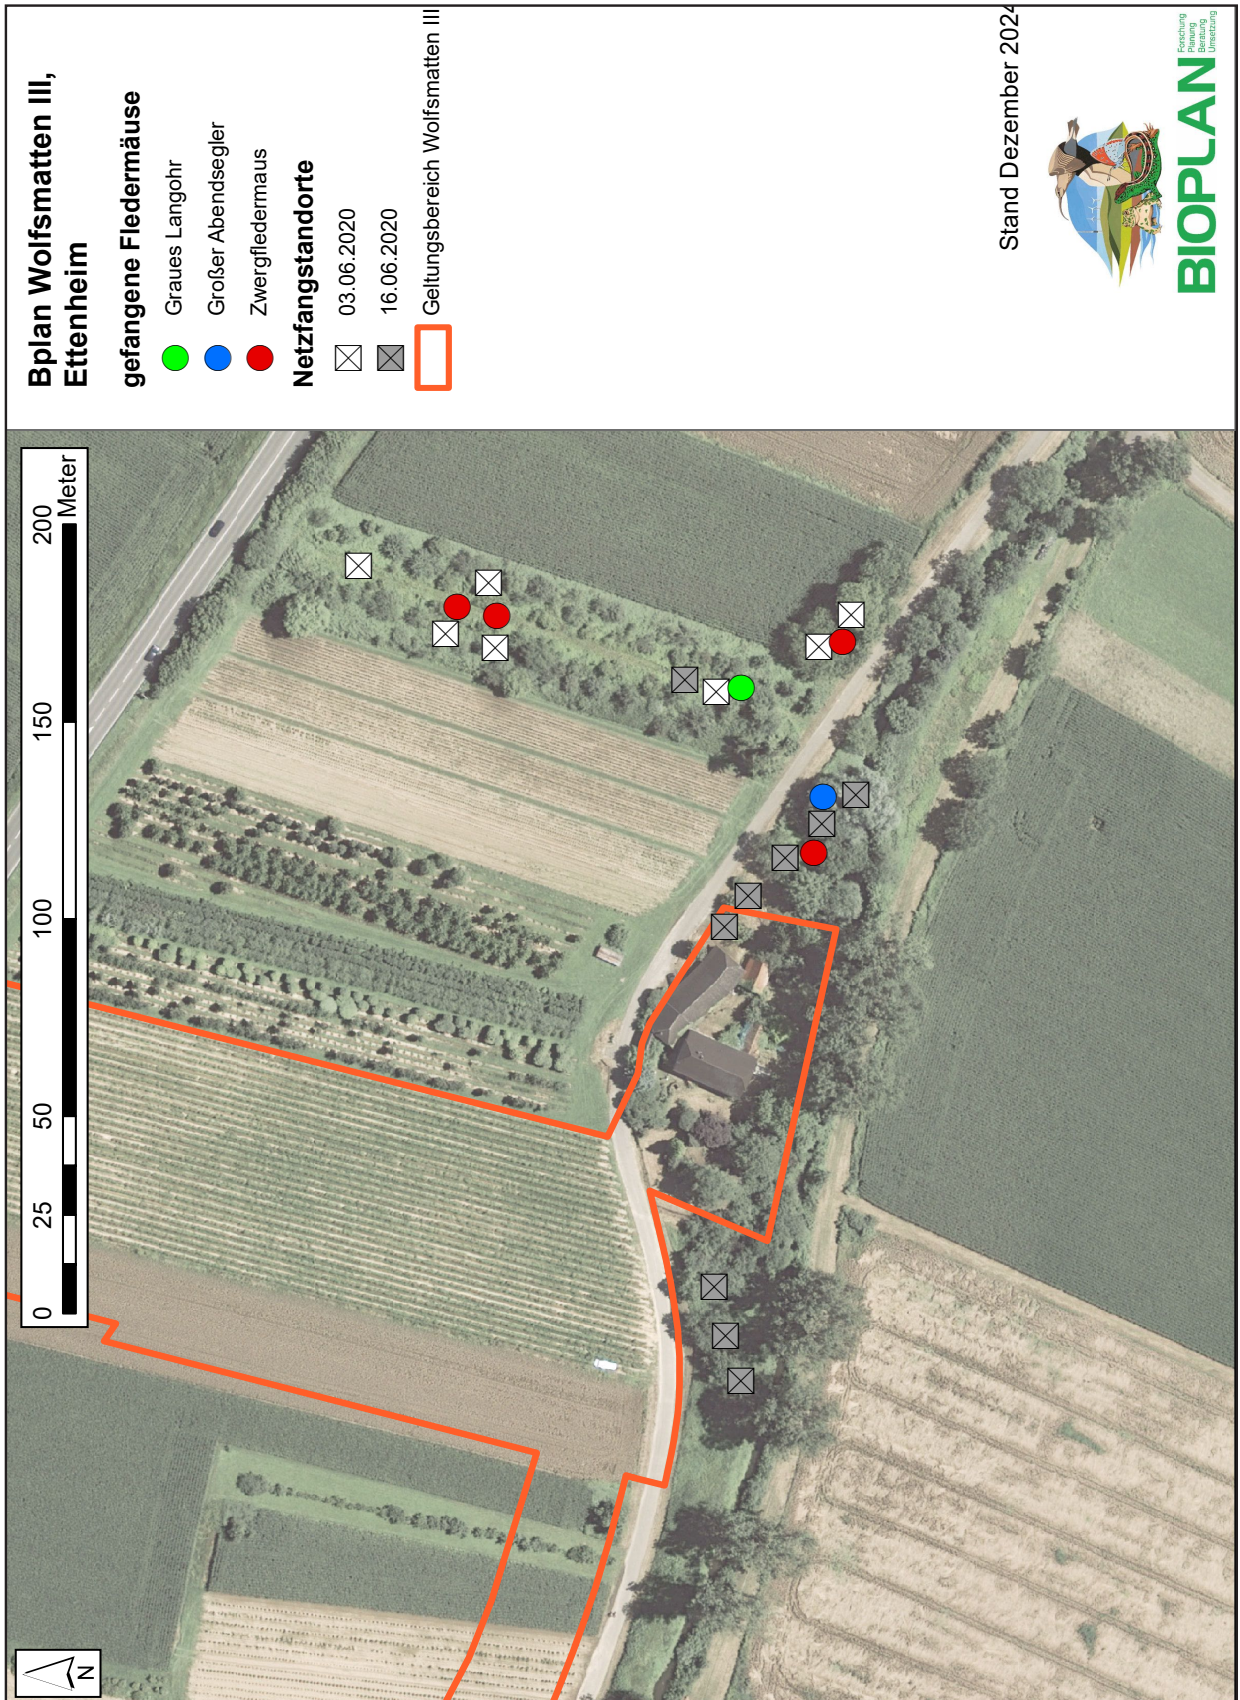 Bplan Wolfsmatten III,
Ettenheim
gefangene Fledermäuse
Graues Langohr
Großer Abendsegler
Zwergfledermaus
Netzfangstandorte
03.06.2020
16.06.2020
Geltungsbereich Wolfsmatten III
Stand Dezember 2024
BIOPLAN
Forschung
Planung
Beratung
Umsetzung
0 25 50 100 150 200
Meter
N